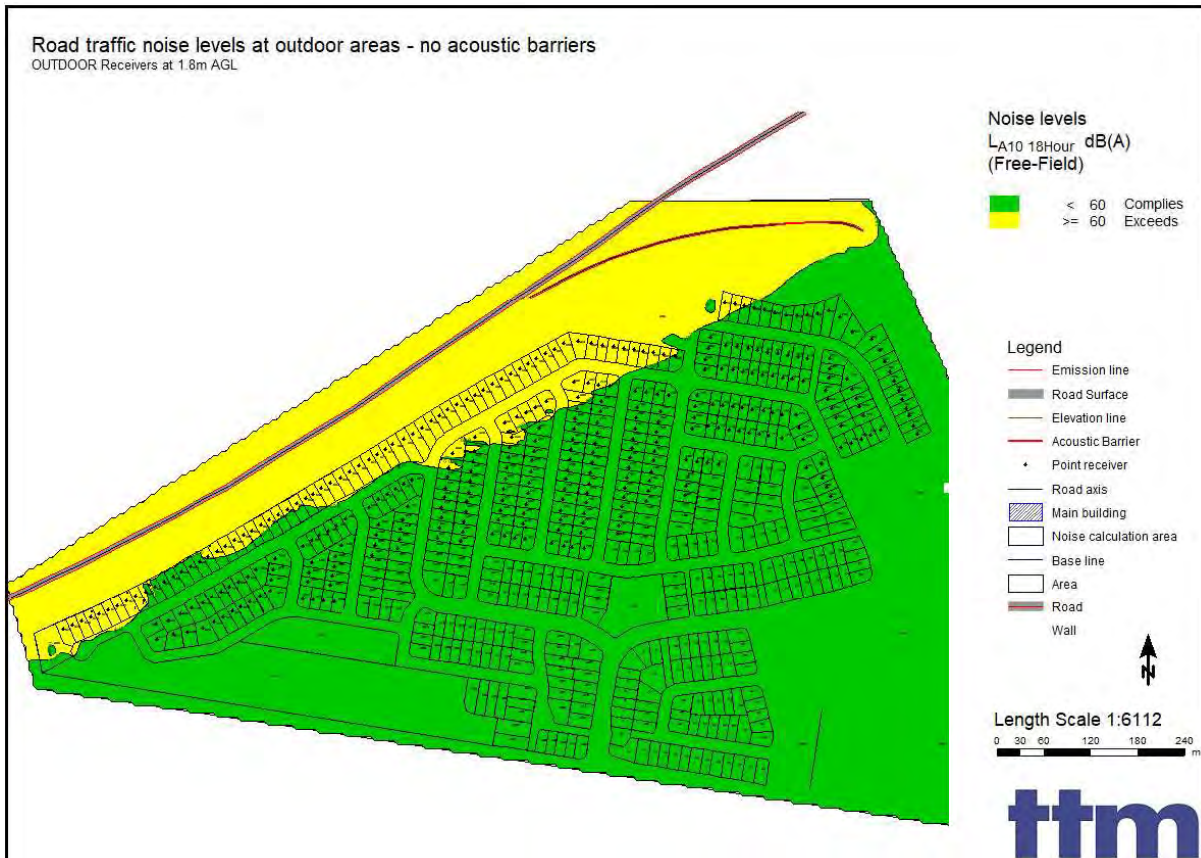 Road traffic noise levels at outdoor areas - no acoustic barriers
OUTDOOR Receivers at 1.8m AGL
Noise levels
LA10 18Hour dB(A)
(Free-Field)
< 60 Complies
>= 60 Exceeds
Legend
Emission line
Road Surface
Elevation line
Acoustic Barrier
Point receiver
Road axis
Main building
Noise calculation area
Base line
Area
Road
Wall
N
Length Scale 1:6112
0 30 60 120 180 240
m
ttm